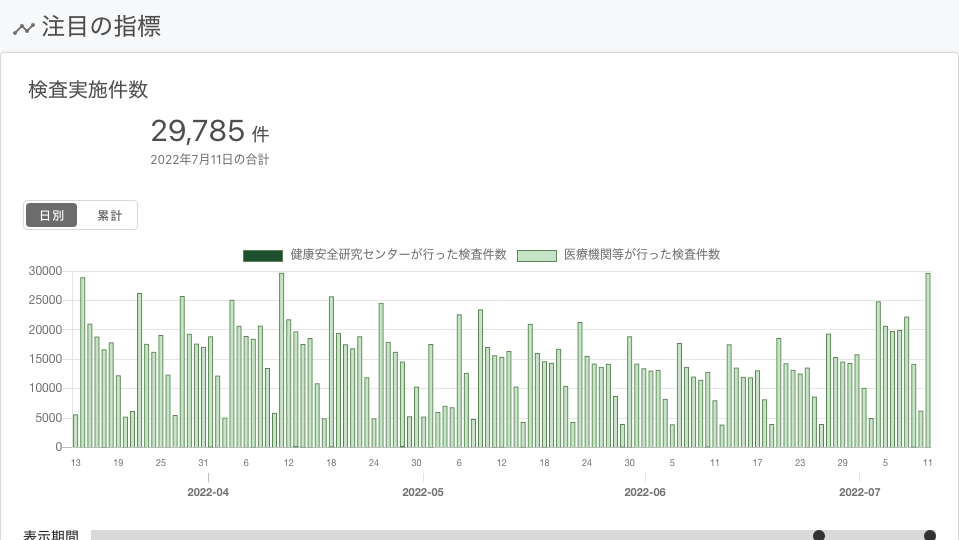 注目の指標
検査実施件数
29,785 件
2022年7月11日の合計
日別 累計
健康安全研究センターが行った検査件数 医療機関等が行った検査件数
30000
25000
20000
15000
10000
5000
0
13 19 25 31 6 12 18 24 30 6 12 18 24 30 5 11 17 23 29 5 11
2022-04 2022-05 2022-06 2022-07
表示期間